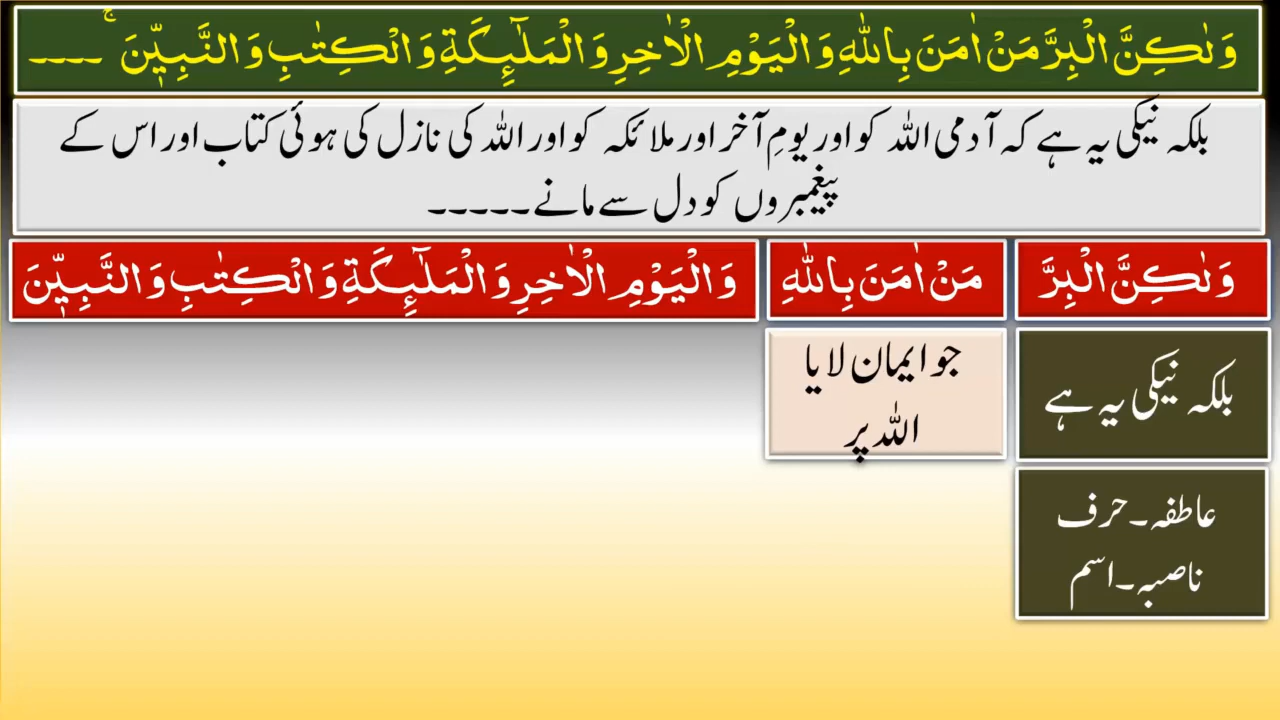 وَلٰكِنَّ الْبِرَّ مَنْ اٰمَنَ بِاللّٰهِ وَالْيَوْمِ الْاٰخِرِ وَالْمَلٰٓئِكَةِ وَالْكِتٰبِ وَالنَّبِيّٖنَ ۚ ----
بلکہ نیکی یہ ہے کہ آدمی اللہ کو اور یومِ آخر اور ملائکہ کو اور اللہ کی نازل کی ہوئی کتاب اور اس کے
پیغمبروں کو دل سے مانے-----
وَلٰكِنَّ الْبِرَّ
مَنْ اٰمَنَ بِاللّٰهِ
وَالْيَوْمِ الْاٰخِرِ وَالْمَلٰٓئِكَةِ وَالْكِتٰبِ وَالنَّبِيّٖنَ
بلکہ نیکی یہ ہے
جو ایمان لایا
اللہ پر
عاطفہ۔حرف
ناصبہ۔اسم